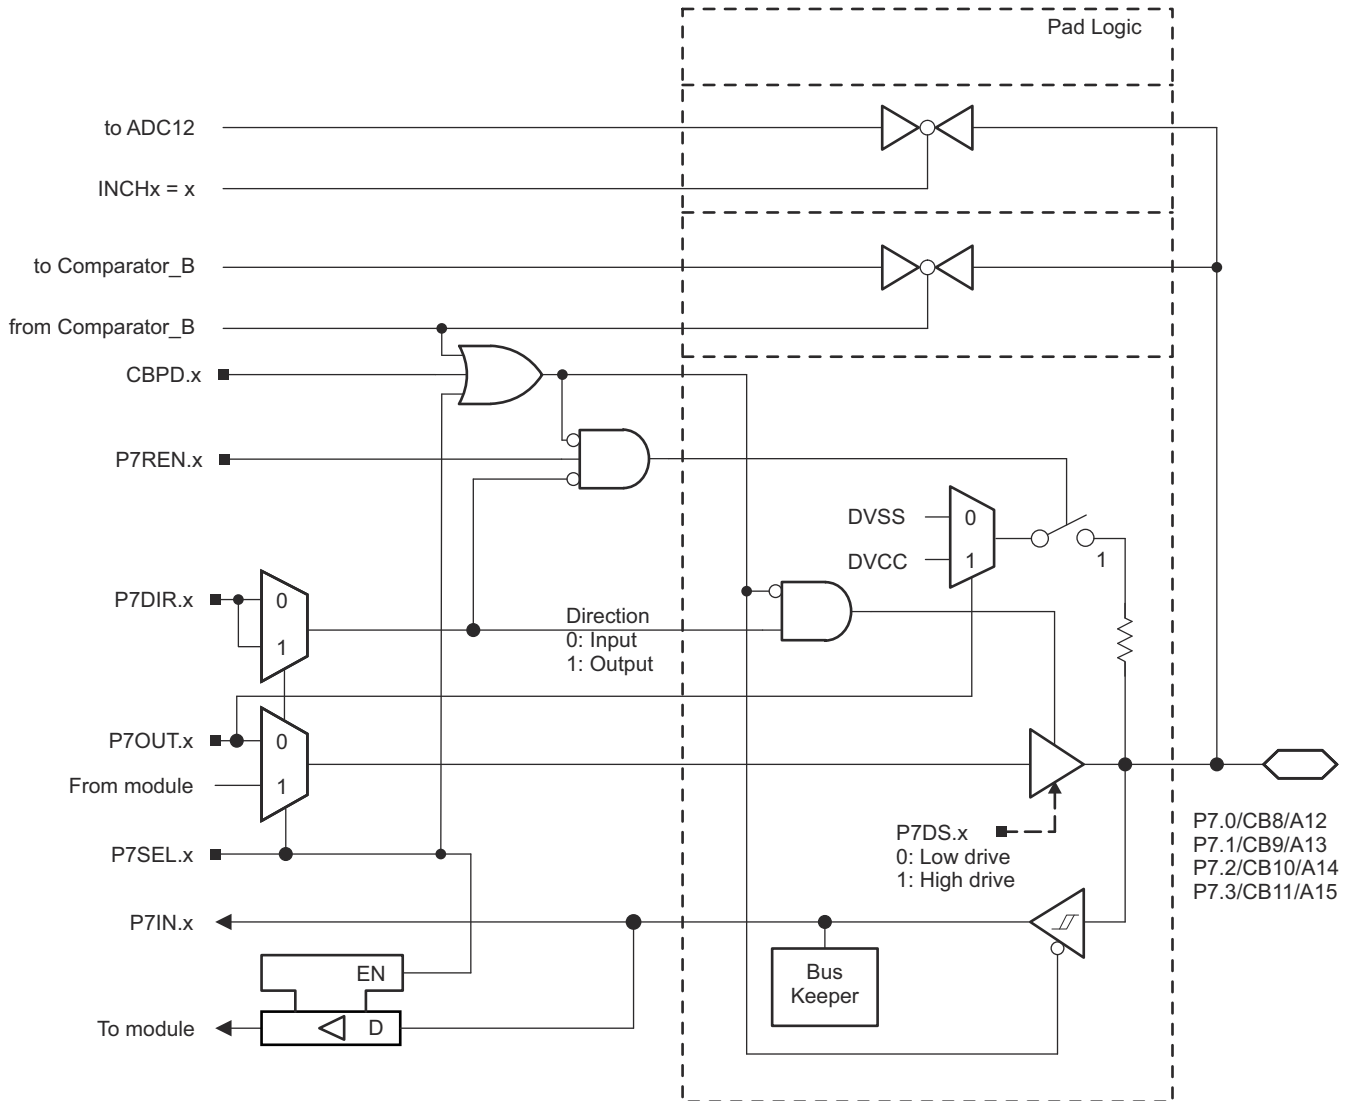 Pad Logic
to ADC12
INCHx = x
to Comparator_B
from Comparator_B
CBPD.x
P7REN.x
DVSS
0
DVCC
1
1
P7DIR.x
0
1
Direction
0: Input
1: Output
P7OUT.x
0
From module
1
P7SEL.x
P7DS.x
0: Low drive
1: High drive
P7.0/CB8/A12
P7.1/CB9/A13
P7.2/CB10/A14
P7.3/CB11/A15
P7IN.x
EN
Bus
Keeper
To module
D